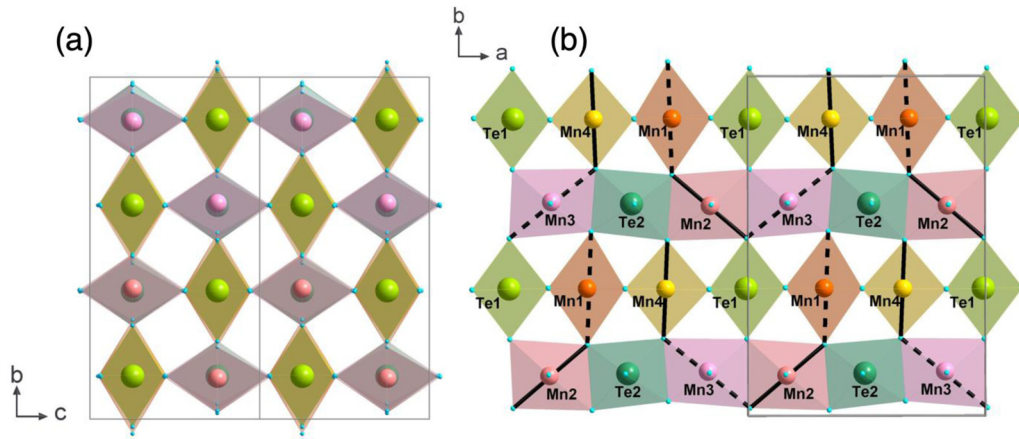 (a)
b
c
b
a
(b)
Te1 Mn4 Mn1 Te1 Mn4 Mn1 Te1
Mn3 Te2 Mn2 Mn3 Te2 Mn2
Te1 Mn1 Mn4 Te1 Mn1 Mn4 Te1
Mn2 Te2 Mn3 Mn2 Te2 Mn3